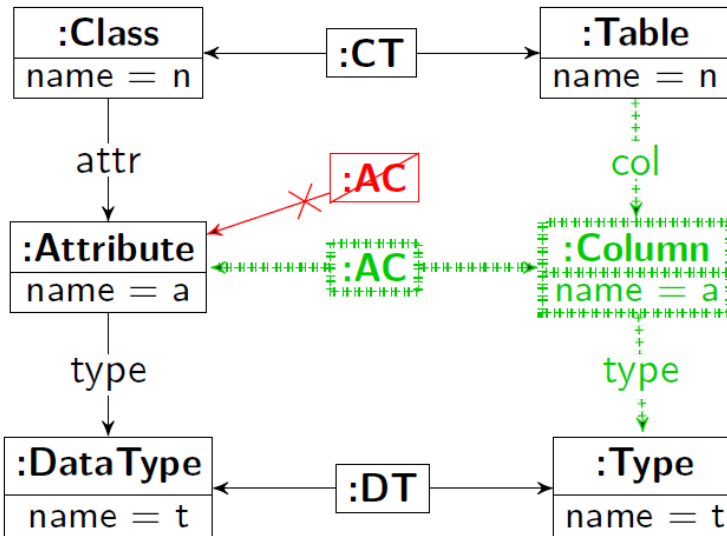 :Class
:CT
:Table
name = n
name = n
attr
:AC
col
:Attribute
:AC
:Column
name = a
name = a
type
type
:DataType
:DT
:Type
name = t
name = t